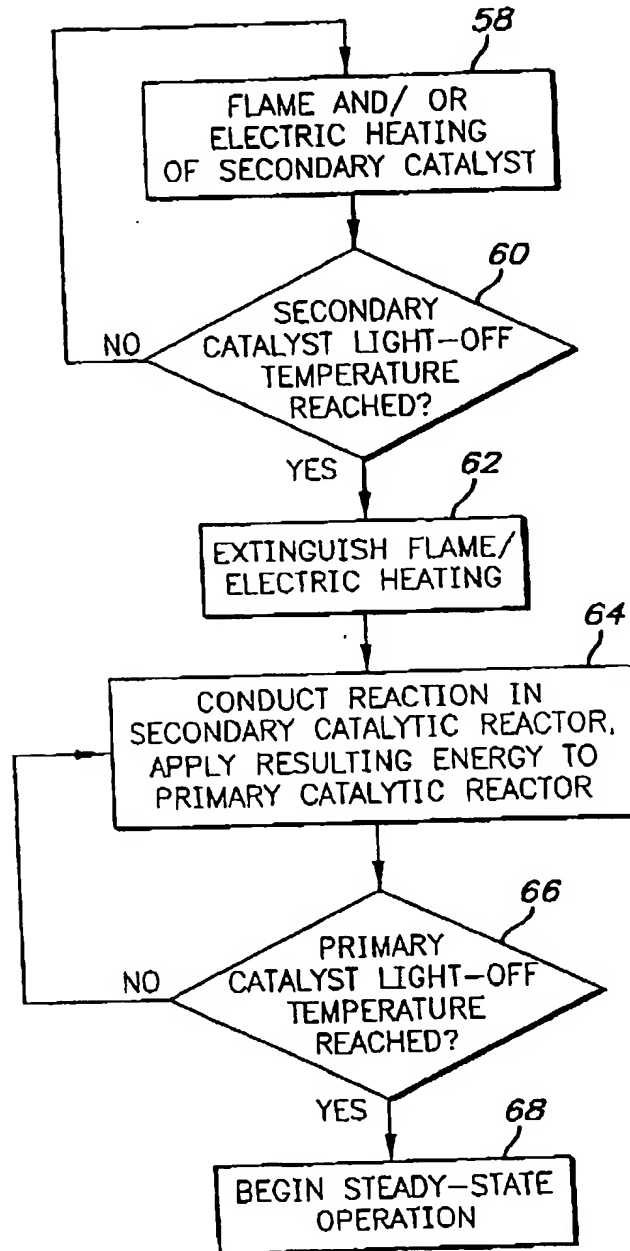 58
FLAME AND/ OR
ELECTRIC HEATING
OF SECONDARY CATALYST
60
SECONDARY
CATALYST LIGHT-OFF
TEMPERATURE
REACHED?
NO
YES
62
EXTINGUISH FLAME/
ELECTRIC HEATING
64
CONDUCT REACTION IN
SECONDARY CATALYTIC REACTOR,
APPLY RESULTING ENERGY TO
PRIMARY CATALYTIC REACTOR
66
PRIMARY
CATALYST LIGHT-OFF
TEMPERATURE
REACHED?
NO
YES
68
BEGIN STEADY-STATE
OPERATION